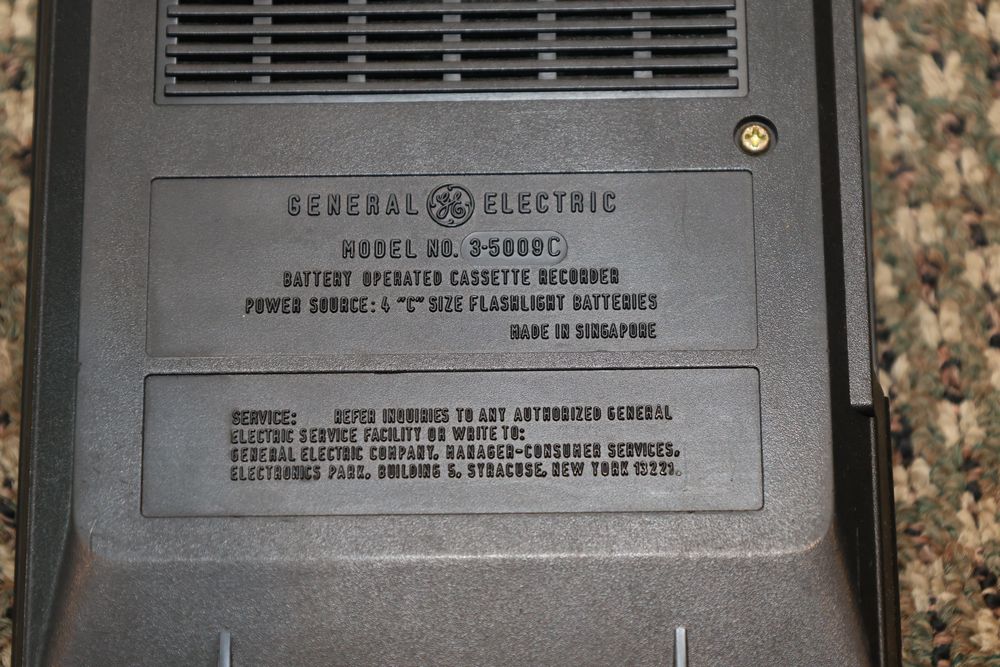 GENERAL GE ELECTRIC
MODEL NO. 3-5009C
BATTERY OPERATED CASSETTE RECORDER
POWER SOURCE: 4 "C" SIZE FLASHLIGHT BATTERIES
MADE IN SINGAPORE
SERVICE: REFER INQUIRIES TO ANY AUTHORIZED GENERAL
ELECTRIC SERVICE FACILITY OR WRITE TO:
GENERAL ELECTRIC COMPANY, MANAGER-CONSUMER SERVICES,
ELECTRONICS PARK, BUILDING 5, SYRACUSE, NEW YORK 13221.